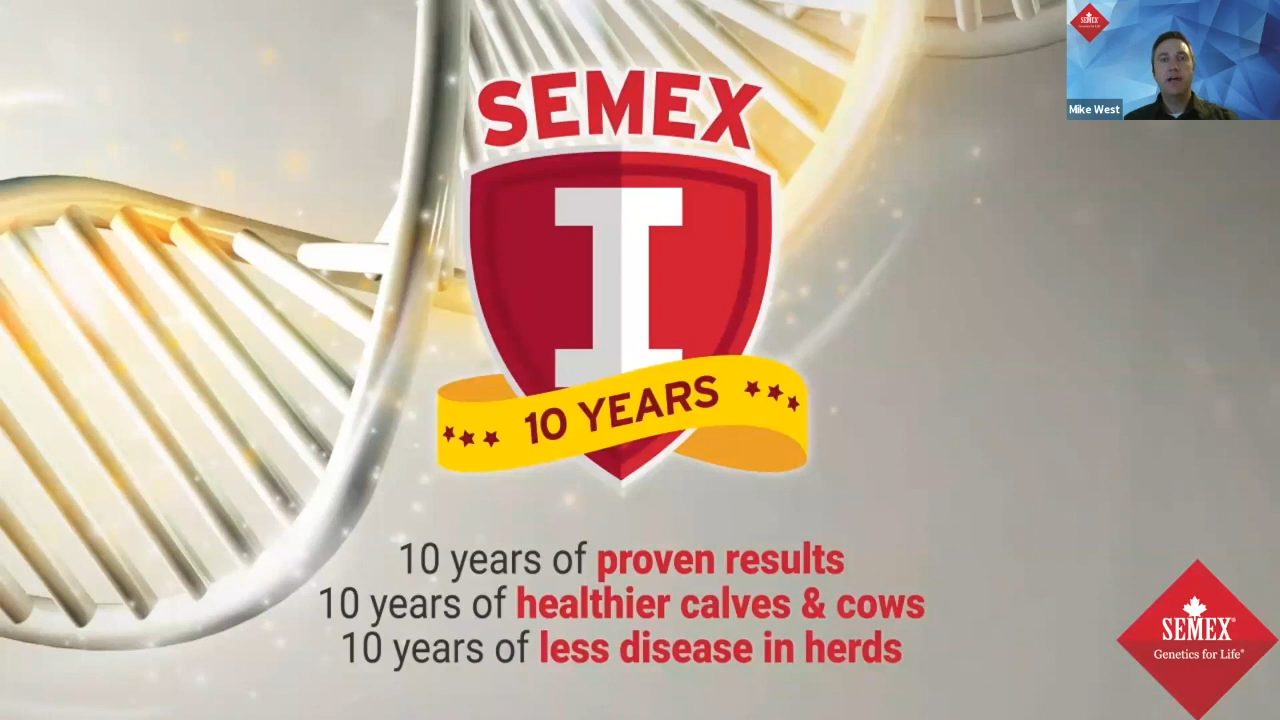 SEMEX
I
10 YEARS
10 years of proven results
10 years of healthier calves & cows
10 years of less disease in herds
SEMEX®
Genetics for Life®
SEMEX
Mike West